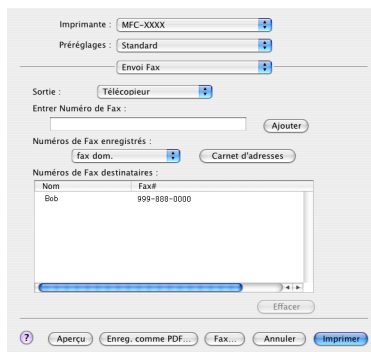 Imprimante : MFC-XXXX
Préréglages : Standard
Envoi Fax
Sortie : Télécopieur
Entrer Numéro de Fax :
Ajouter
Numéros de Fax enregistrés :
fax dom. Carnet d'adresses
Numéros de Fax destinataires :
Nom Fax#
Bob 999-888-0000
Effacer
? Aperçu Enreg. comme PDF... Fax... Annuler Imprimer